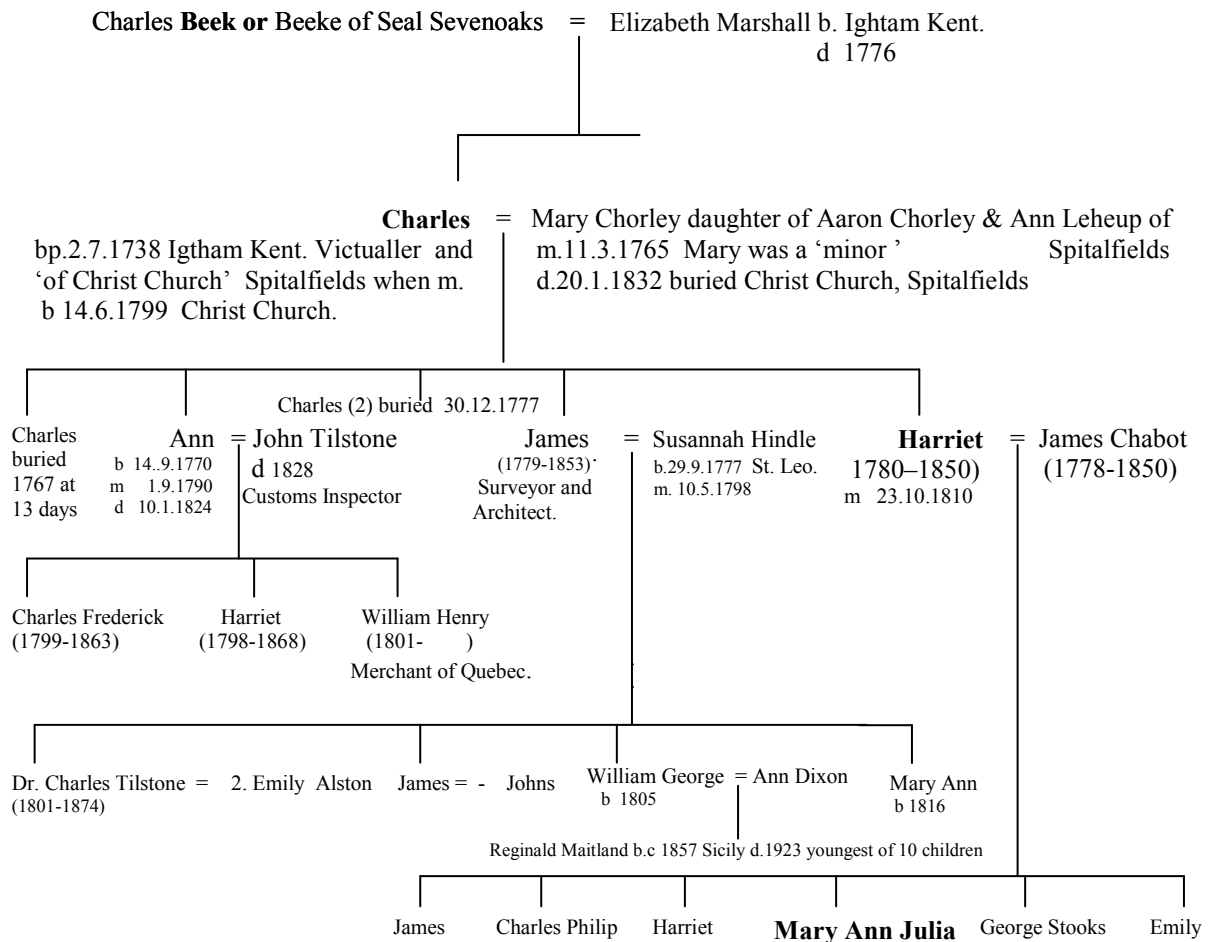 Charles Beek or Beeke of Seal Sevenoaks = Elizabeth Marshall b. Ightam Kent.
d 1776
Charles = Mary Chorley daughter of Aaron Chorley & Ann Leheup of
bp.2.7.1738 Igtham Kent. Victualler and m.11.3.1765 Mary was a ‘minor ’ Spitalfields
‘of Christ Church’ Spitalfields when m. d.20.1.1832 buried Christ Church, Spitalfields
b 14.6.1799 Christ Church.
Charles (2) buried 30.12.1777
Charles
buried
1767 at
13 days
Ann = John Tilstone
b 14..9.1770
m 1.9.1790
d 10.1.1824
d 1828
Customs Inspector
James = Susannah Hindle
(1779-1853)
Surveyor and
Architect.
b.29.9.1777 St. Leo.
m. 10.5.1798
Harriet = James Chabot
1780–1850) (1778-1850)
m 23.10.1810
Charles Frederick
(1799-1863)
Harriet
(1798-1868)
William Henry
(1801- )
Merchant of Quebec.
Dr. Charles Tilstone = 2. Emily Alston
(1801-1874)
James = - Johns
William George = Ann Dixon
b 1805
Mary Ann
b 1816
Reginald Maitland b.c 1857 Sicily d.1923 youngest of 10 children
James Charles Philip Harriet Mary Ann Julia George Stooks Emily